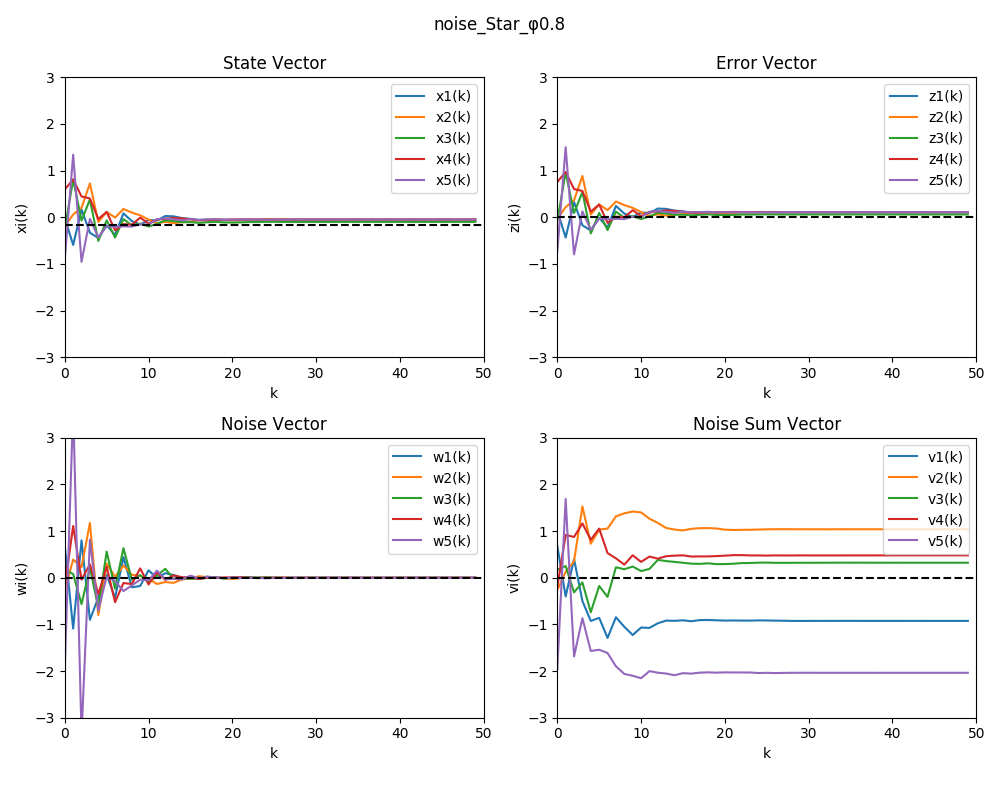 noise_Star_φ0.8
State Vector
3
2
1
0
−1
−2
−3
xi(k)
0 10 20 30 40 50
k
x1(k)
x2(k)
x3(k)
x4(k)
x5(k)
Error Vector
3
2
1
0
−1
−2
−3
zi(k)
0 10 20 30 40 50
k
z1(k)
z2(k)
z3(k)
z4(k)
z5(k)
Noise Vector
3
2
1
0
−1
−2
−3
wi(k)
0 10 20 30 40 50
k
w1(k)
w2(k)
w3(k)
w4(k)
w5(k)
Noise Sum Vector
3
2
1
0
−1
−2
−3
vi(k)
0 10 20 30 40 50
k
v1(k)
v2(k)
v3(k)
v4(k)
v5(k)